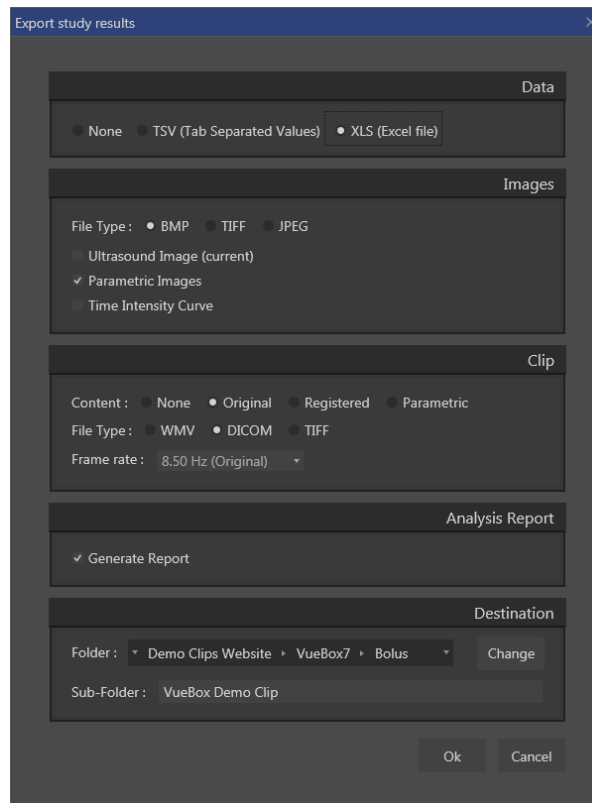 Export study results
Data
None TSV (Tab Separated Values) XLS (Excel file)
Images
File Type : BMP TIFF JPEG
Ultrasound Image (current)
Parametric Images
Time Intensity Curve
Clip
Content : None Original Registered Parametric
File Type : WMV DICOM TIFF
Frame rate : 8.50 Hz (Original)
Analysis Report
Generate Report
Destination
Folder : Demo Clips Website VueBox7 Bolus Change
Sub-Folder : VueBox Demo Clip
Ok Cancel